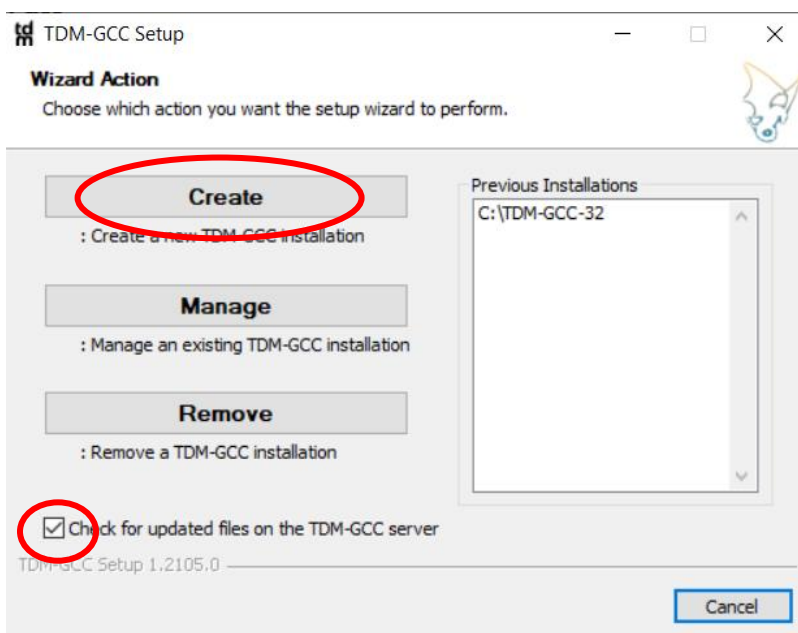 tdm TDM-GCC Setup
Wizard Action
Choose which action you want the setup wizard to perform.
Create
: Create a new TDM-GCC installation
Manage
: Manage an existing TDM-GCC installation
Remove
: Remove a TDM-GCC installation
Previous Installations
C:\TDM-GCC-32
Check for updated files on the TDM-GCC server
TDM-GCC Setup 1.2105.0
Cancel